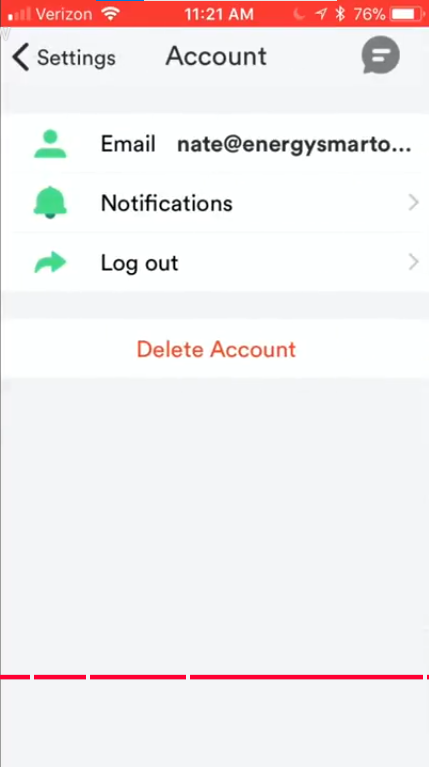 Verizon 11:21 AM 76%
Settings Account
Email nate@energysmarto...
Notifications
Log out
Delete Account